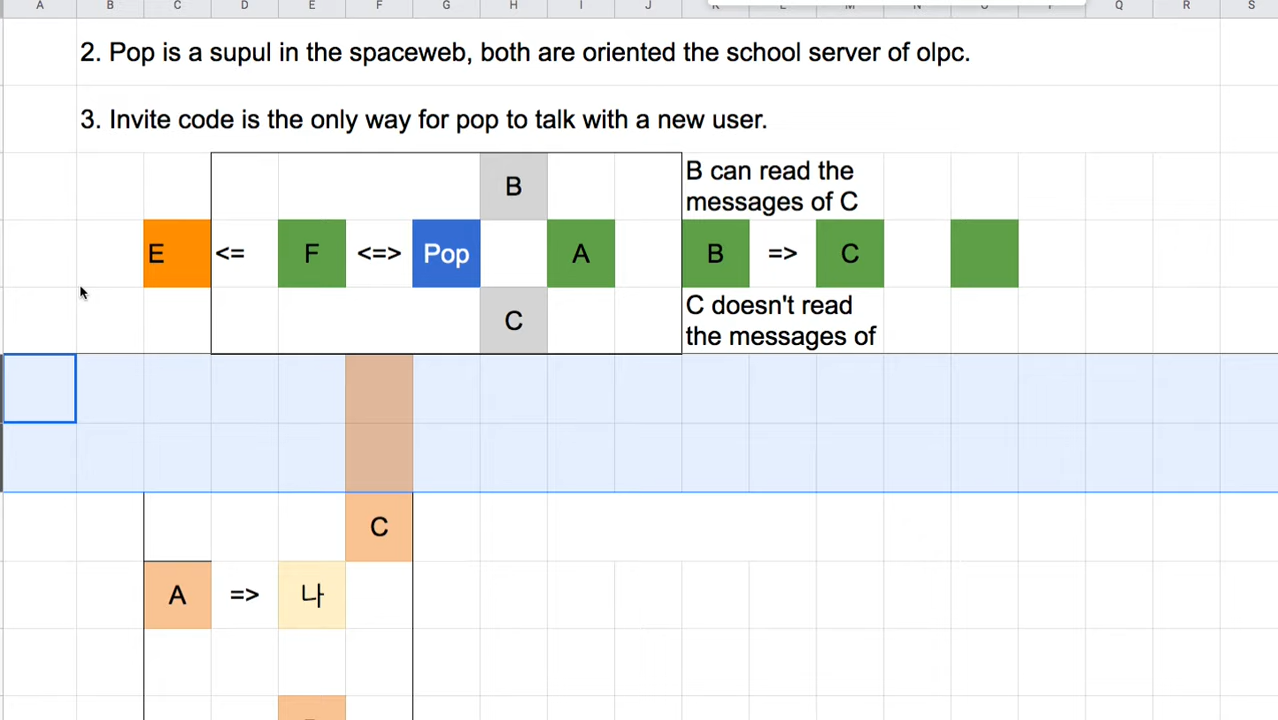 A B C D E F G H I J K L M N O P Q R S
2. Pop is a supul in the spaceweb, both are oriented the school server of olpc.
3. Invite code is the only way for pop to talk with a new user.
B
B can read the
messages of C
E <= F <=> Pop A B => C
C
C doesn't read
the messages of
C
A => 나